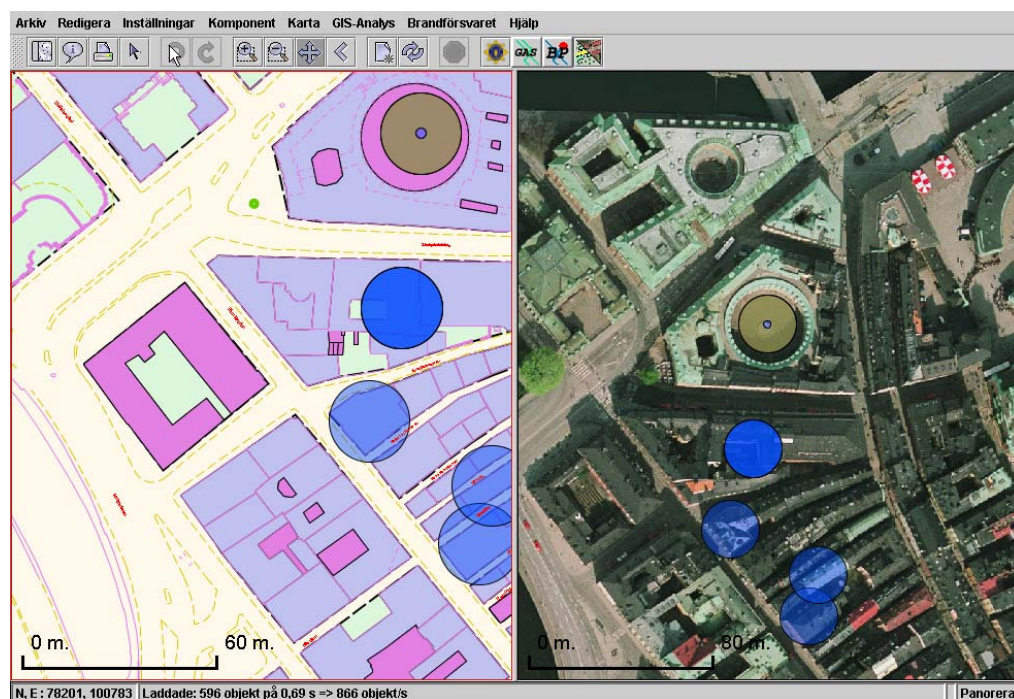 Arkiv Redigera Inställningar Komponent Karta GIS-Analys Brandförsvaret Hjälp
GAS BP
0 m. 60 m.
0 m. 80 m.
N, E : 78201, 100783 Laddade: 596 objekt på 0,69 s => 866 objekt/s Panorera